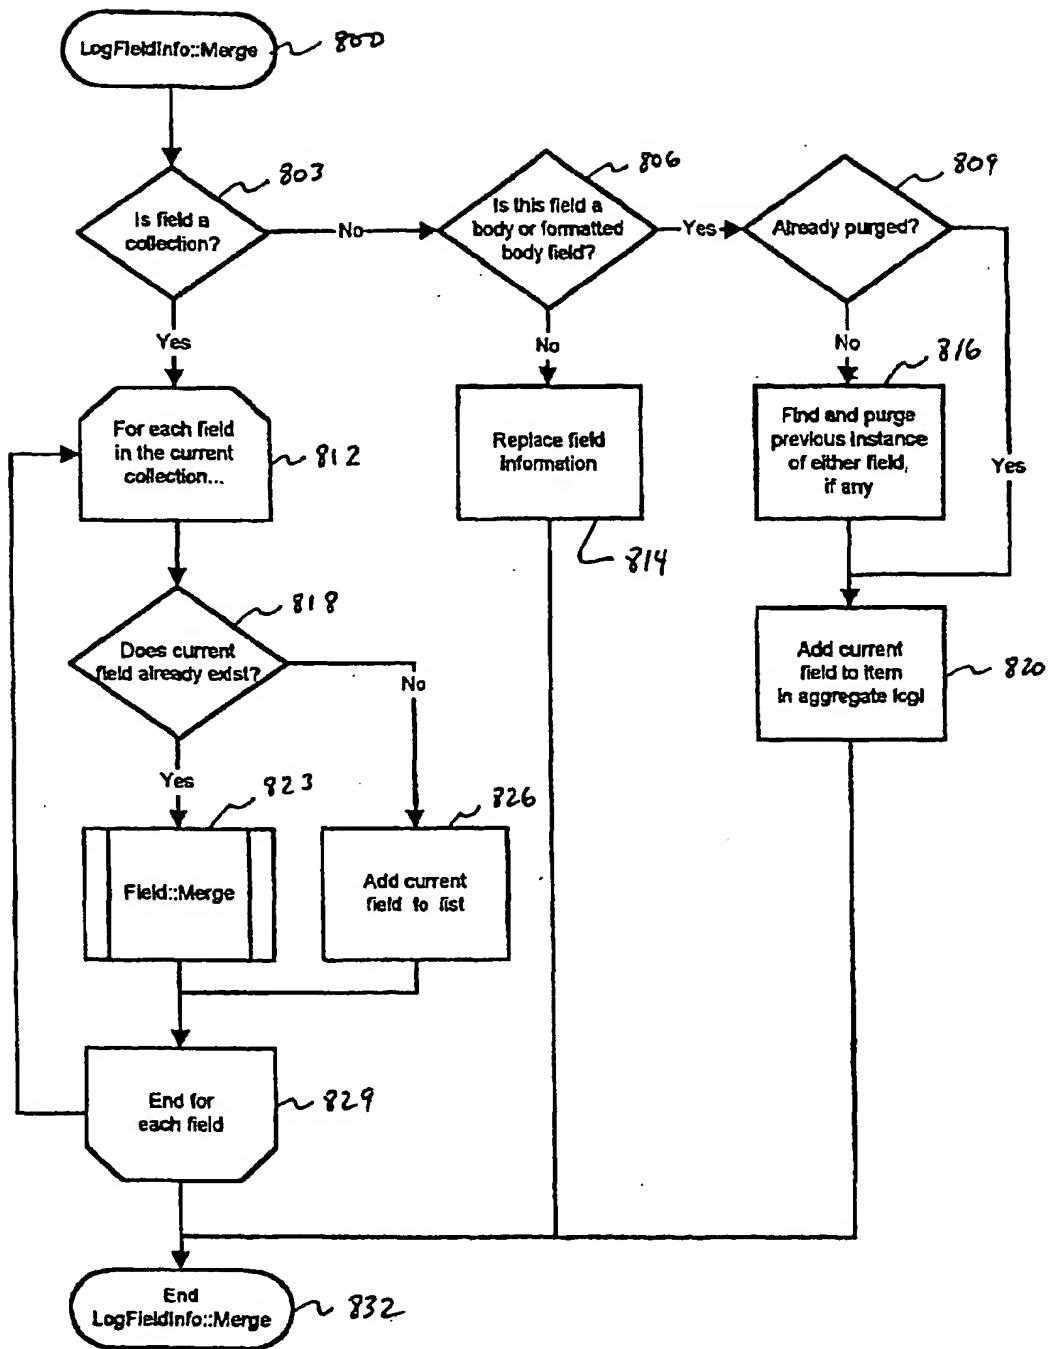 LogFieldInfo::Merge
800
803
806
809
Is field a
collection?
No
Is this field a
body or formatted
body field?
Yes
Already purged?
Yes
No
No
816
For each field
in the current
collection...
812
Replace field
information
814
Find and purge
previous instance
of either field,
if any
Yes
818
Does current
field already exist?
No
Add current
field to item
in aggregate logI
820
Yes
823
826
Field::Merge
Add current
field to list
End for
each field
829
End
LogFieldInfo::Merge
832